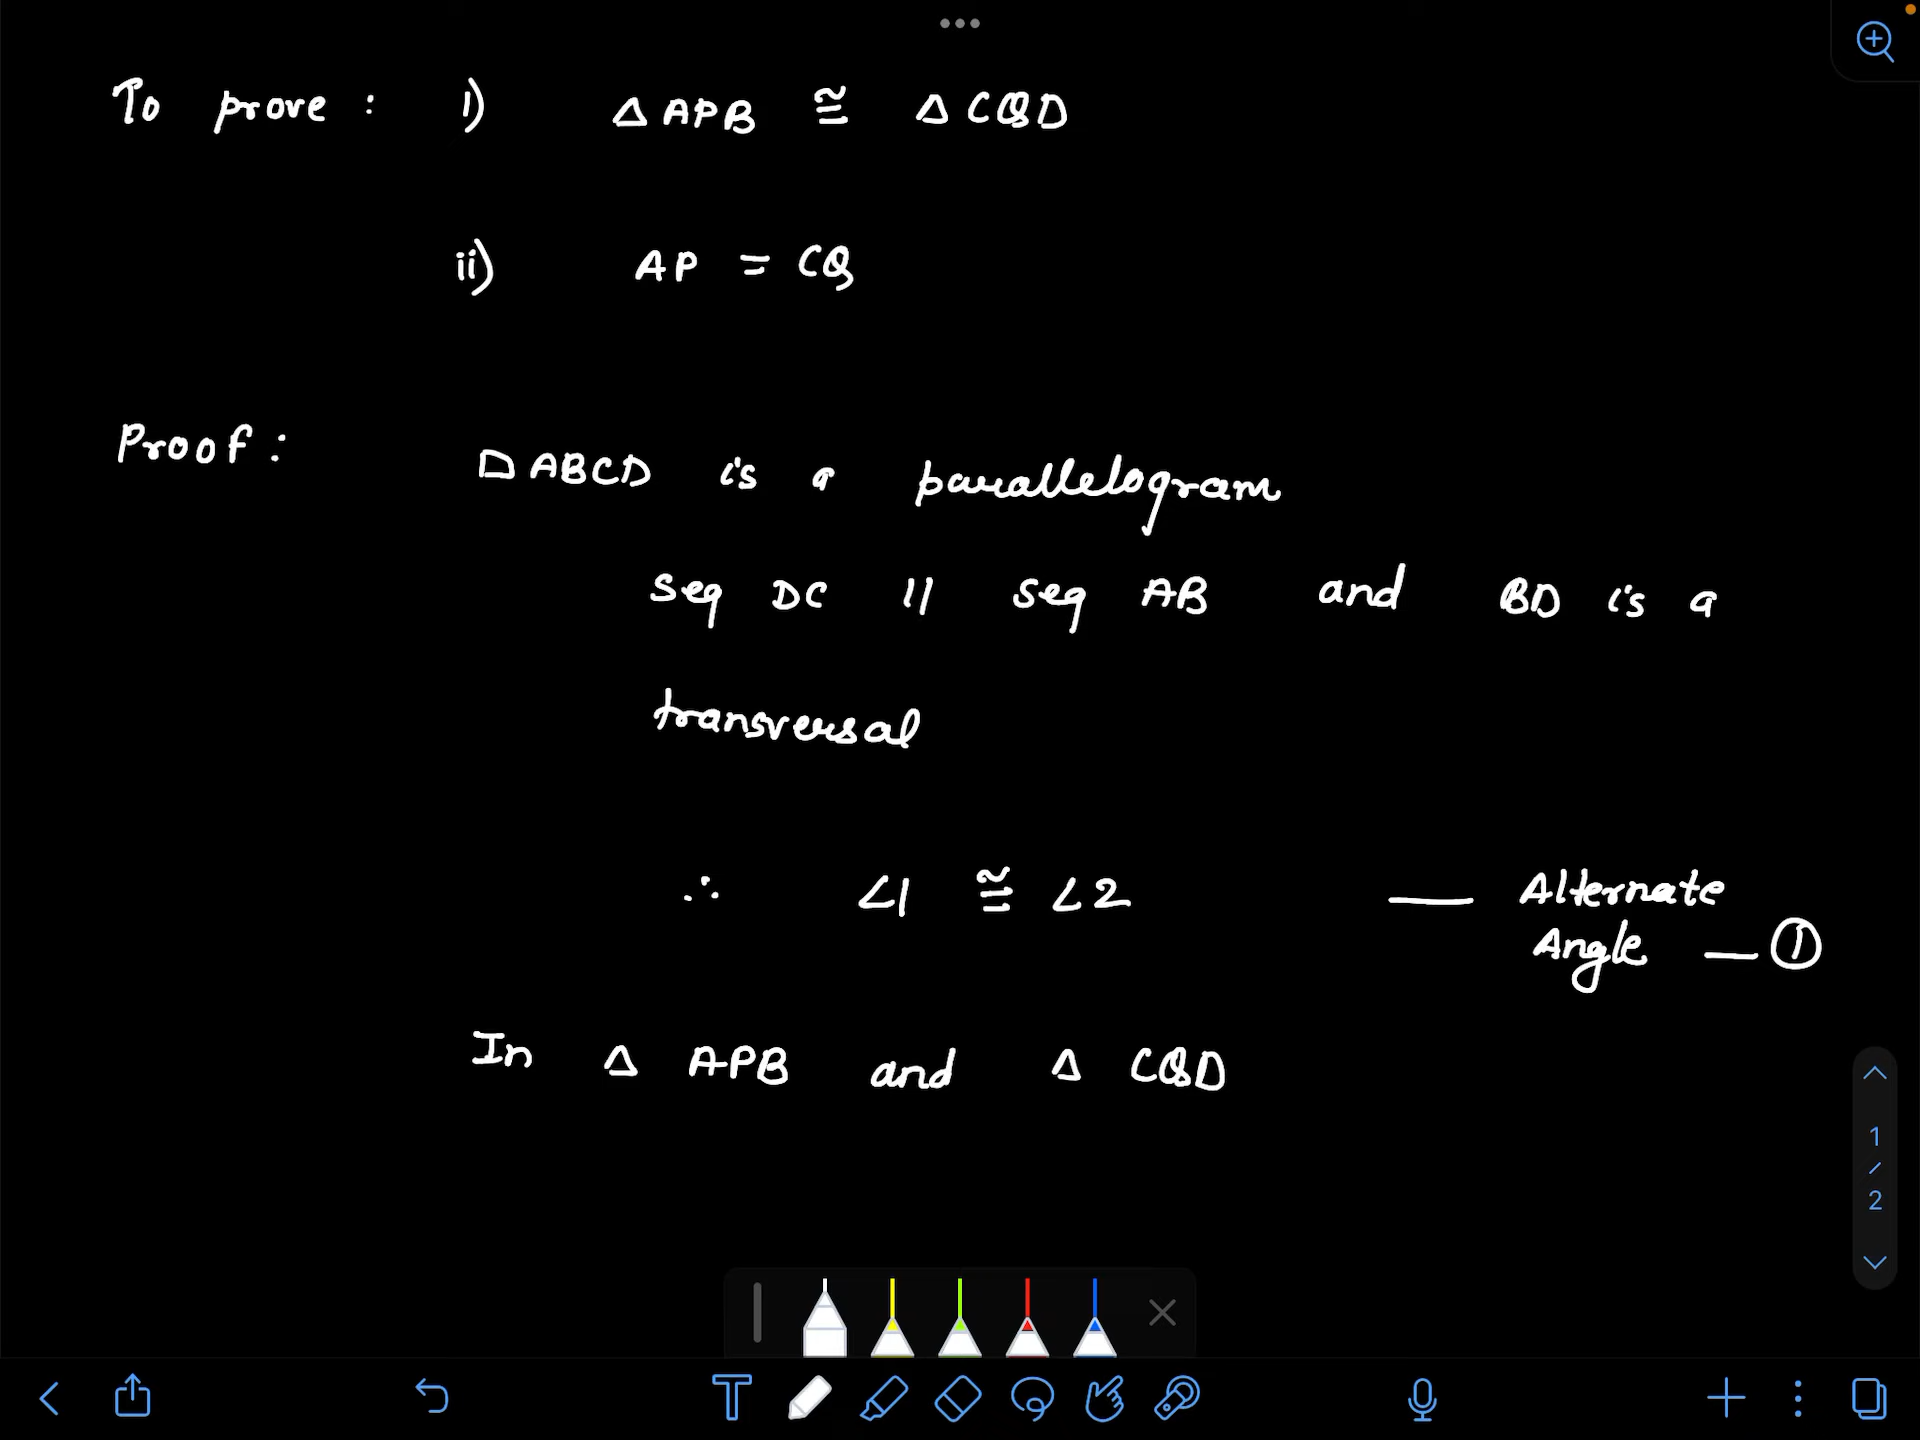 To prove : i) Δ APB ≅ Δ CQD
ii) AP = CQ
Proof : □ ABCD is a parallelogram
seg DC || seg AB and BD is a
transversal
∴ ∠1 ≅ ∠2 — Alternate
Angle — ①
In Δ APB and Δ CQD
1
/
2
T